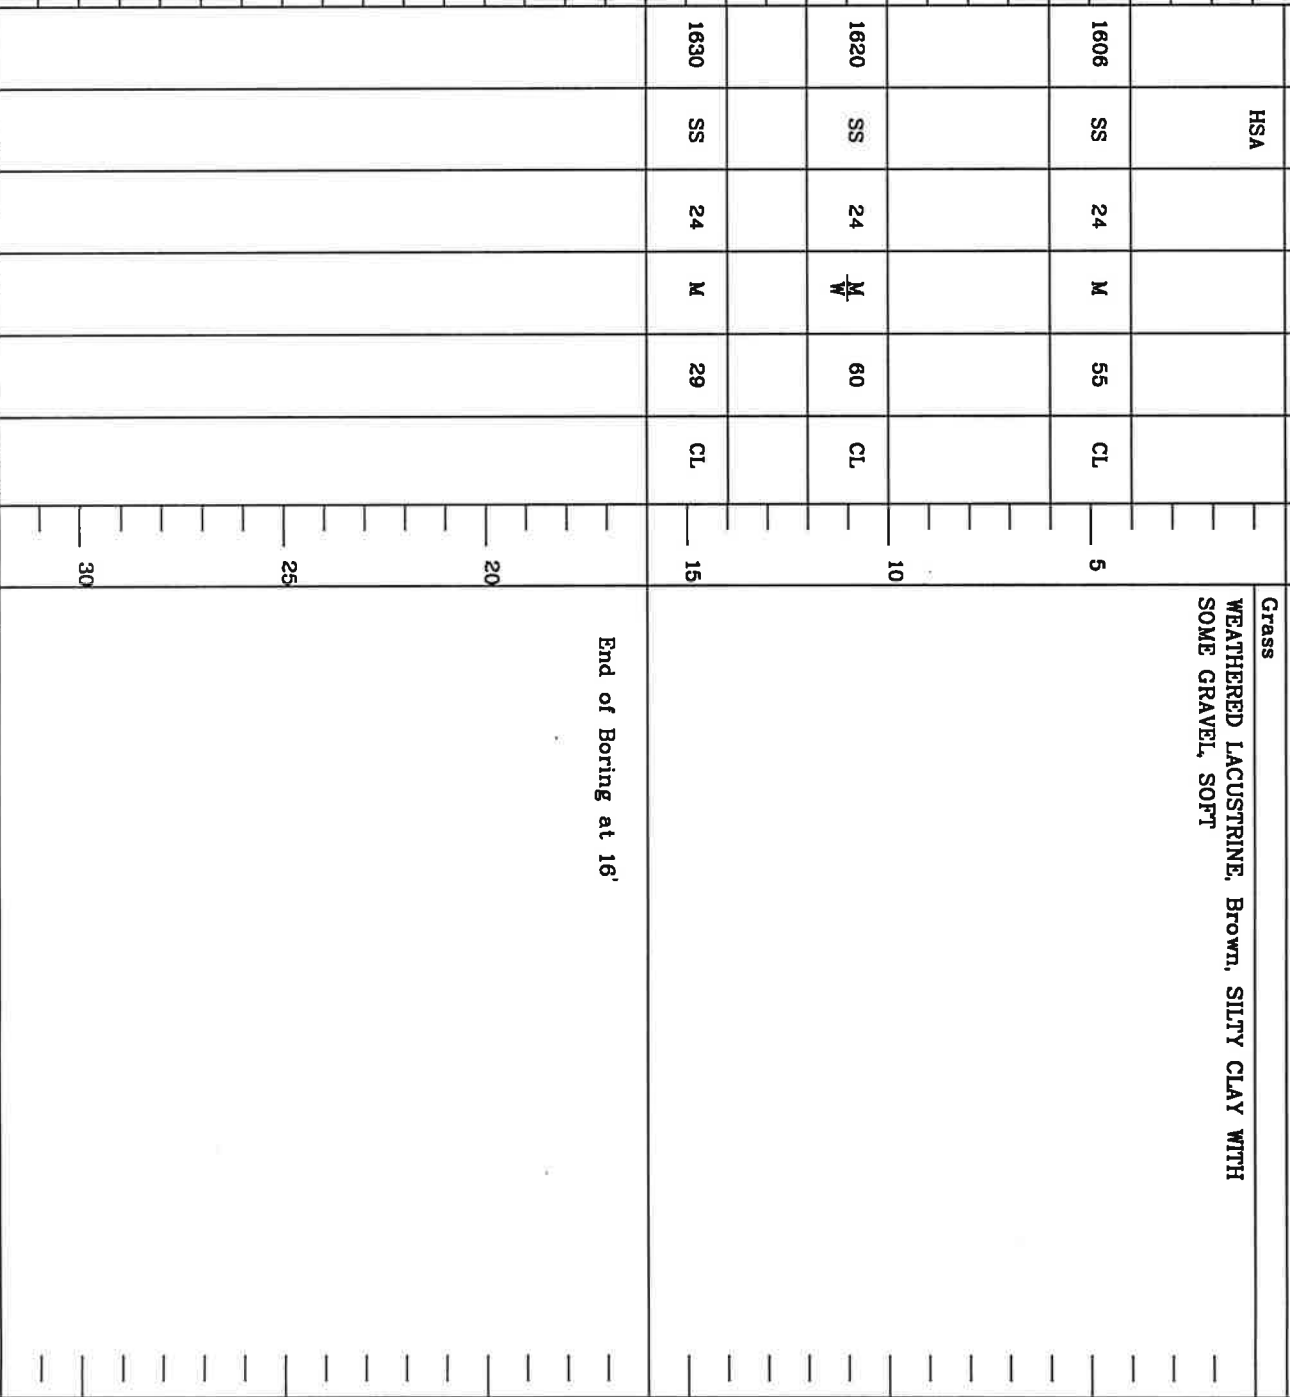 HSA
Grass
WEATHERED LACUSTRINE, Brown, SILTY CLAY WITH
SOME GRAVEL, SOFT
1606 SS 24 M 55 CL 5
10
1620 SS 24 M/W 60 CL
1630 SS 24 M 29 CL 15
End of Boring at 16'
20
25
30